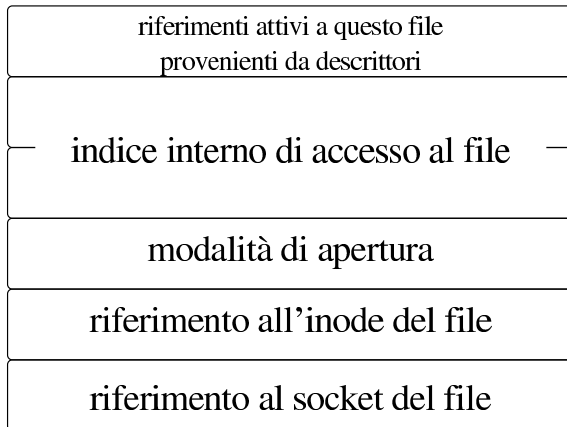 riferimenti attivi a questo file
provenienti da descrittori
indice interno di accesso al file
modalità di apertura
riferimento all’inode del file
riferimento al socket del file